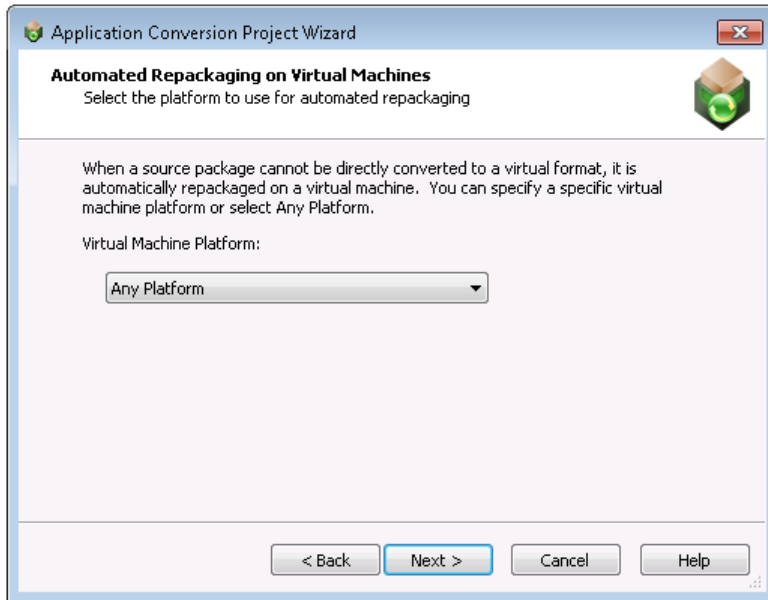 Application Conversion Project Wizard
Automated Repackaging on Virtual Machines
Select the platform to use for automated repackaging
When a source package cannot be directly converted to a virtual format, it is
automatically repackaged on a virtual machine.  You can specify a specific virtual
machine platform or select Any Platform.
Virtual Machine Platform:
Any Platform
< Back Next > Cancel Help